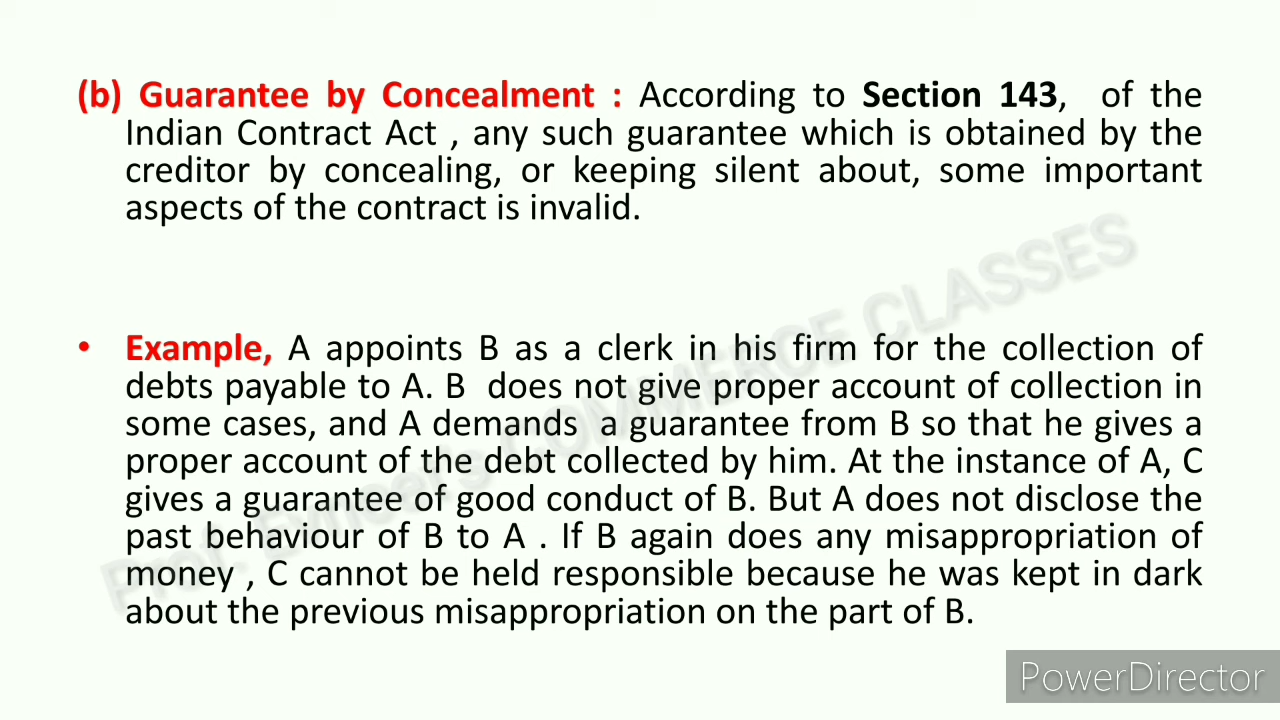 (b) Guarantee by Concealment : According to Section 143, of the
Indian Contract Act , any such guarantee which is obtained by the
creditor by concealing, or keeping silent about, some important
aspects of the contract is invalid.
• Example, A appoints B as a clerk in his firm for the collection of
debts payable to A. B does not give proper account of collection in
some cases, and A demands a guarantee from B so that he gives a
proper account of the debt collected by him. At the instance of A, C
gives a guarantee of good conduct of B. But A does not disclose the
past behaviour of B to A . If B again does any misappropriation of
money , C cannot be held responsible because he was kept in dark
about the previous misappropriation on the part of B.
Prof. COMMERCE CLASSES
PowerDirector